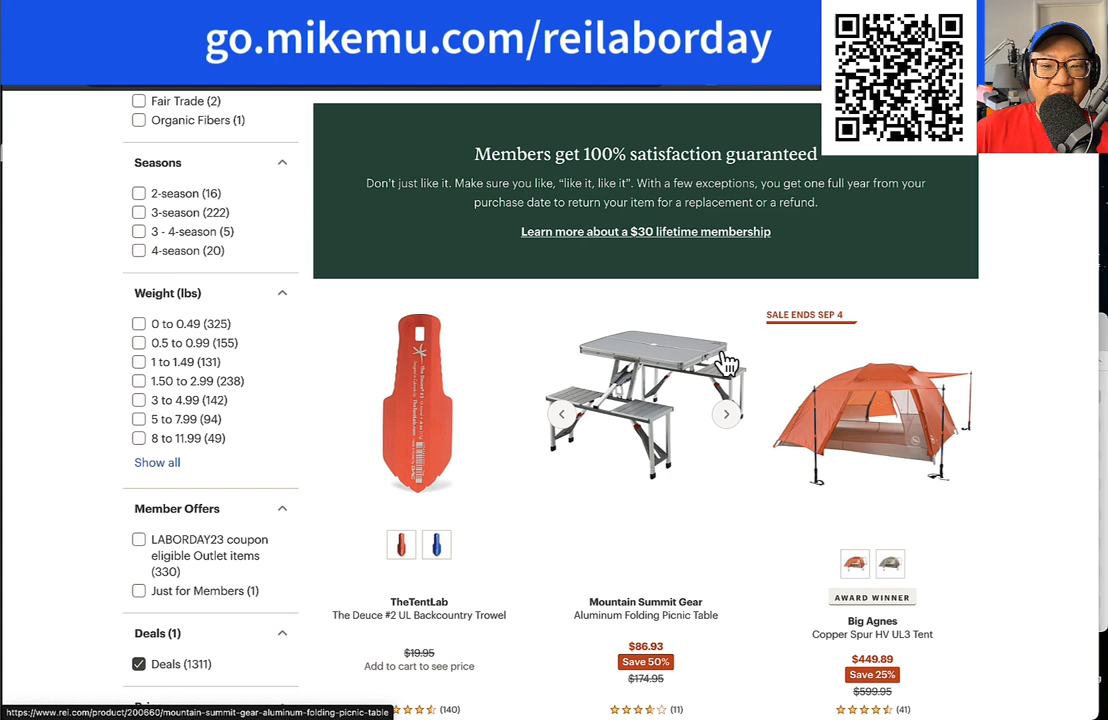 go.mikemu.com/reilaborday
Fair Trade (2)
Organic Fibers (1)
Seasons
2-season (16)
3-season (222)
3 - 4-season (5)
4-season (20)
Weight (lbs)
0 to 0.49 (325)
0.5 to 0.99 (155)
1 to 1.49 (131)
1.50 to 2.99 (238)
3 to 4.99 (142)
5 to 7.99 (94)
8 to 11.99 (49)
Show all
Member Offers
LABORDAY23 coupon
eligible Outlet items
(330)
Just for Members (1)
Deals (1)
Deals (1311)
Members get 100% satisfaction guaranteed
Don't just like it. Make sure you like, “like it, like it”. With a few exceptions, you get one full year from your
purchase date to return your item for a replacement or a refund.
Learn more about a $30 lifetime membership
TheTentLab
The Deuce #2 UL Backcountry Trowel
$19.95
Add to cart to see price
(140)
Mountain Summit Gear
Aluminum Folding Picnic Table
$86.93
Save 50%
$174.95
(11)
SALE ENDS SEP 4
AWARD WINNER
Big Agnes
Copper Spur HV UL3 Tent
$449.89
Save 25%
$599.95
(41)
https://www.rei.com/product/200660/mountain-summit-gear-aluminum-folding-picnic-table